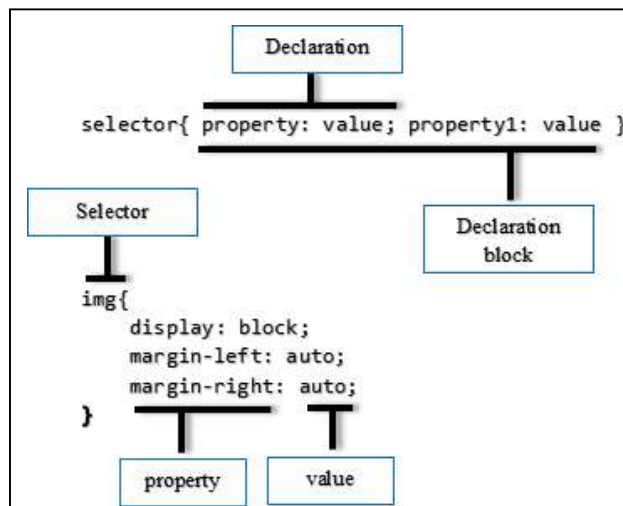 Declaration
selector{ property: value; property1: value }
Selector
Declaration
block
img{
display: block;
margin-left: auto;
margin-right: auto;
}
property
value